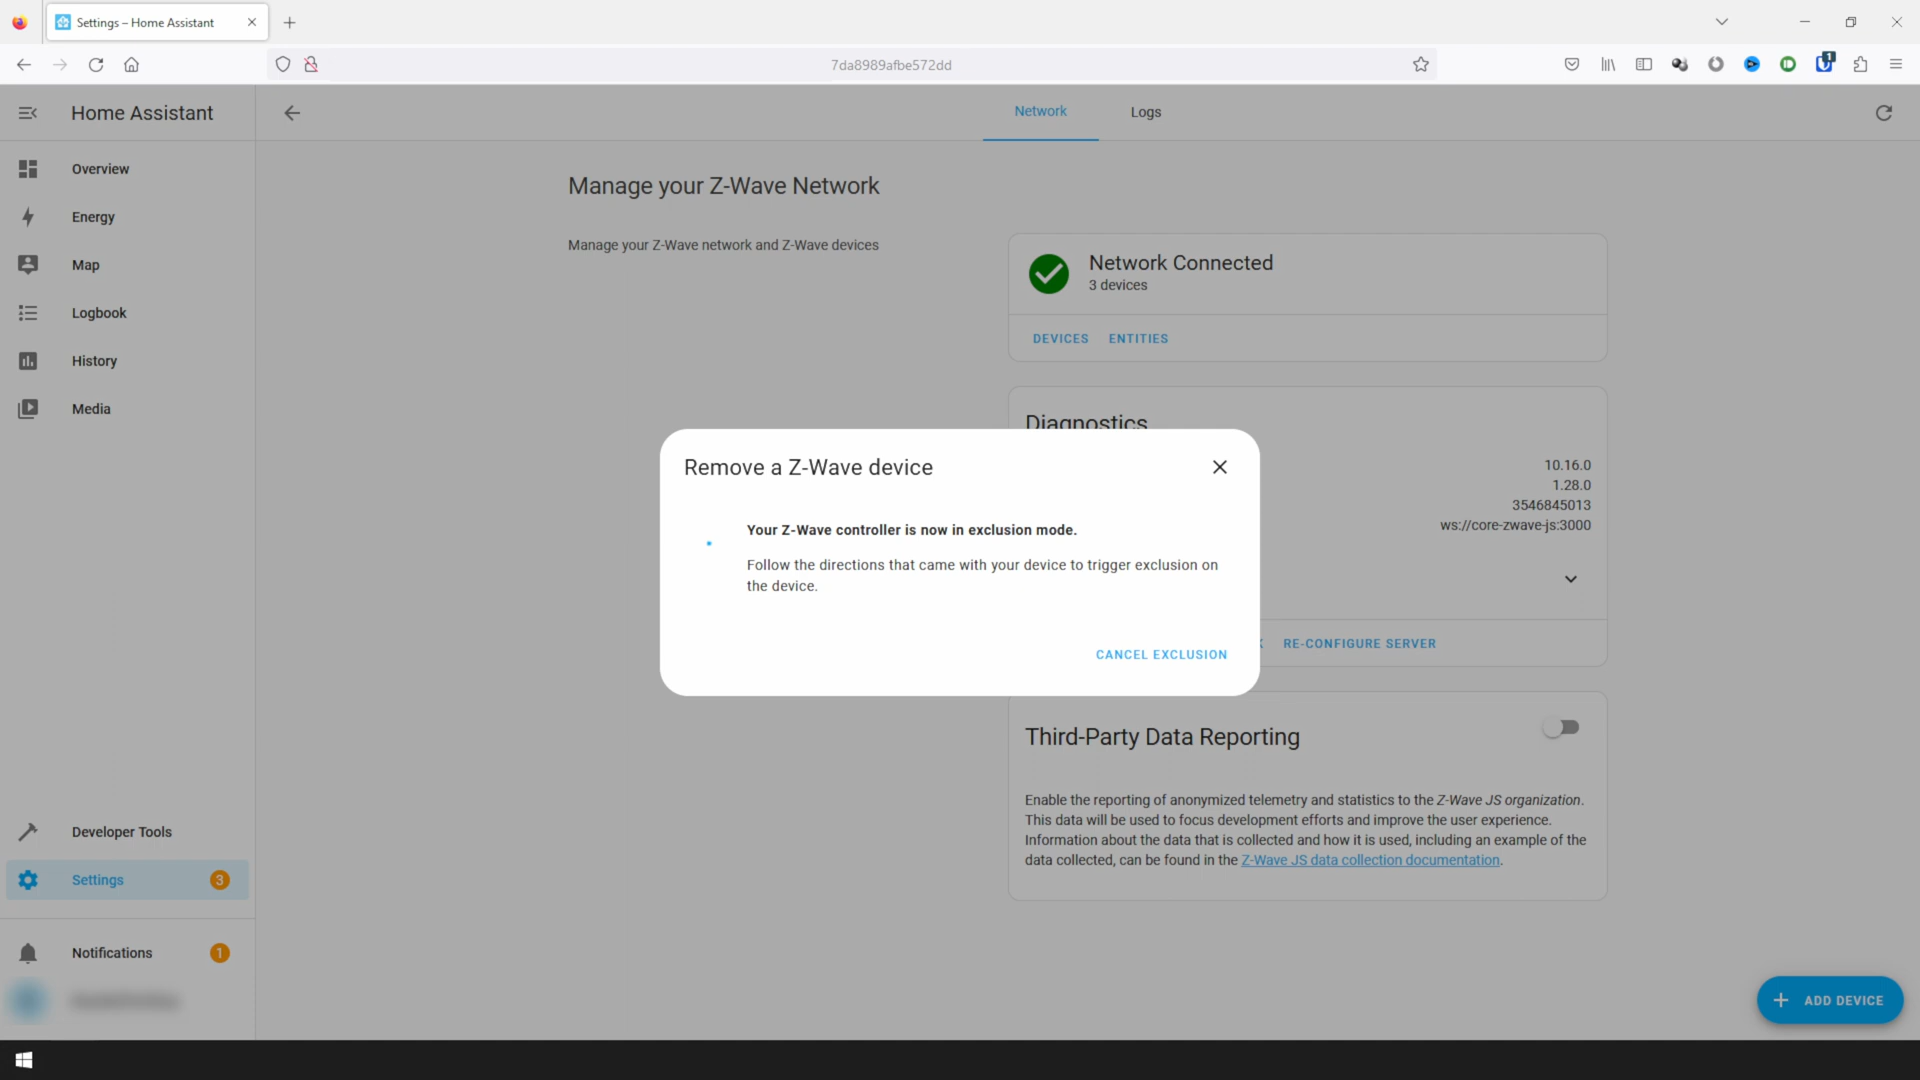 Settings – Home Assistant
7da8989afbe572dd
1
Home Assistant
Network
Logs
Overview
Energy
Map
Logbook
History
Media
Developer Tools
Settings
3
Notifications
1
Manage your Z-Wave Network
Manage your Z-Wave network and Z-Wave devices
Network Connected
3 devices
DEVICES
ENTITIES
Diagnostics
10.16.0
1.28.0
3546845013
ws://core-zwave-js:3000
Remove a Z-Wave device
Your Z-Wave controller is now in exclusion mode.
Follow the directions that came with your device to trigger exclusion on
the device.
CANCEL EXCLUSION
RE-CONFIGURE SERVER
Third-Party Data Reporting
Enable the reporting of anonymized telemetry and statistics to the Z-Wave JS organization.
This data will be used to focus development efforts and improve the user experience.
Information about the data that is collected and how it is used, including an example of the
data collected, can be found in the Z-Wave JS data collection documentation.
ADD DEVICE